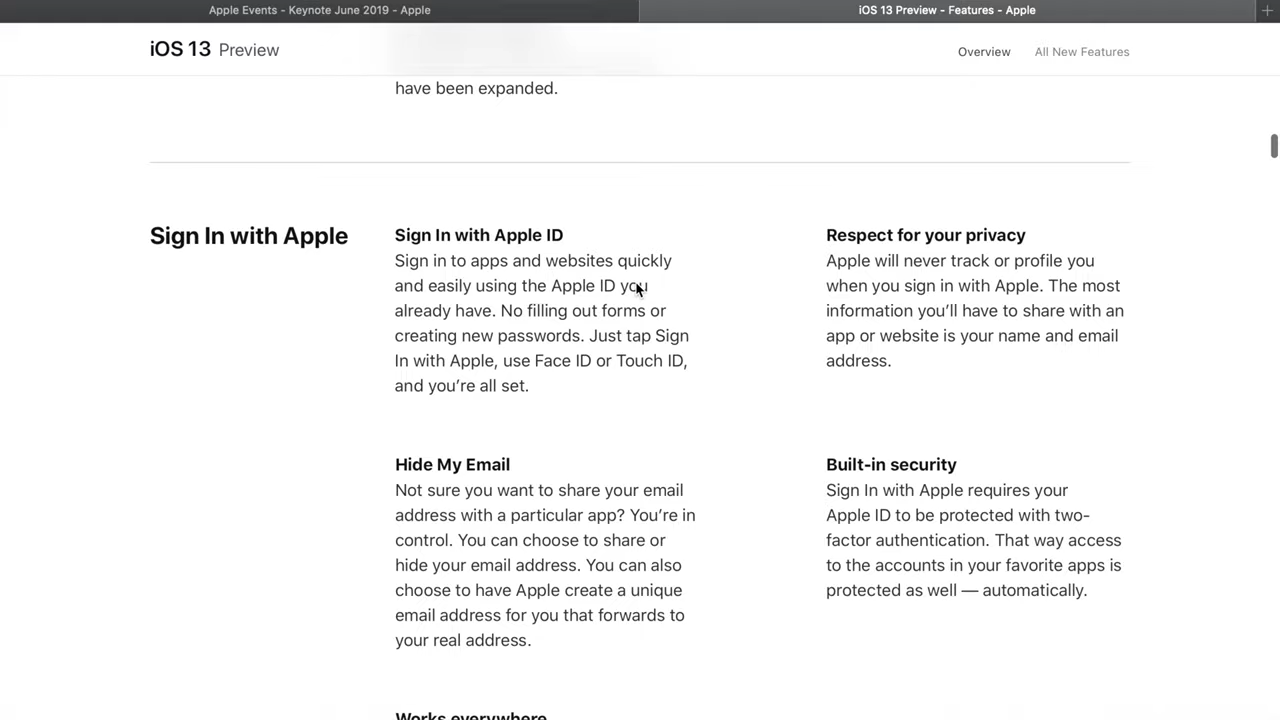 Apple Events - Keynote June 2019 - Apple
iOS 13 Preview - Features - Apple
iOS 13 Preview
Overview
All New Features
have been expanded.
Sign In with Apple
Sign In with Apple ID
Sign in to apps and websites quickly
and easily using the Apple ID you
already have. No filling out forms or
creating new passwords. Just tap Sign
In with Apple, use Face ID or Touch ID,
and you’re all set.
Respect for your privacy
Apple will never track or profile you
when you sign in with Apple. The most
information you’ll have to share with an
app or website is your name and email
address.
Hide My Email
Not sure you want to share your email
address with a particular app? You’re in
control. You can choose to share or
hide your email address. You can also
choose to have Apple create a unique
email address for you that forwards to
your real address.
Built-in security
Sign In with Apple requires your
Apple ID to be protected with two-
factor authentication. That way access
to the accounts in your favorite apps is
protected as well — automatically.
Works everywhere